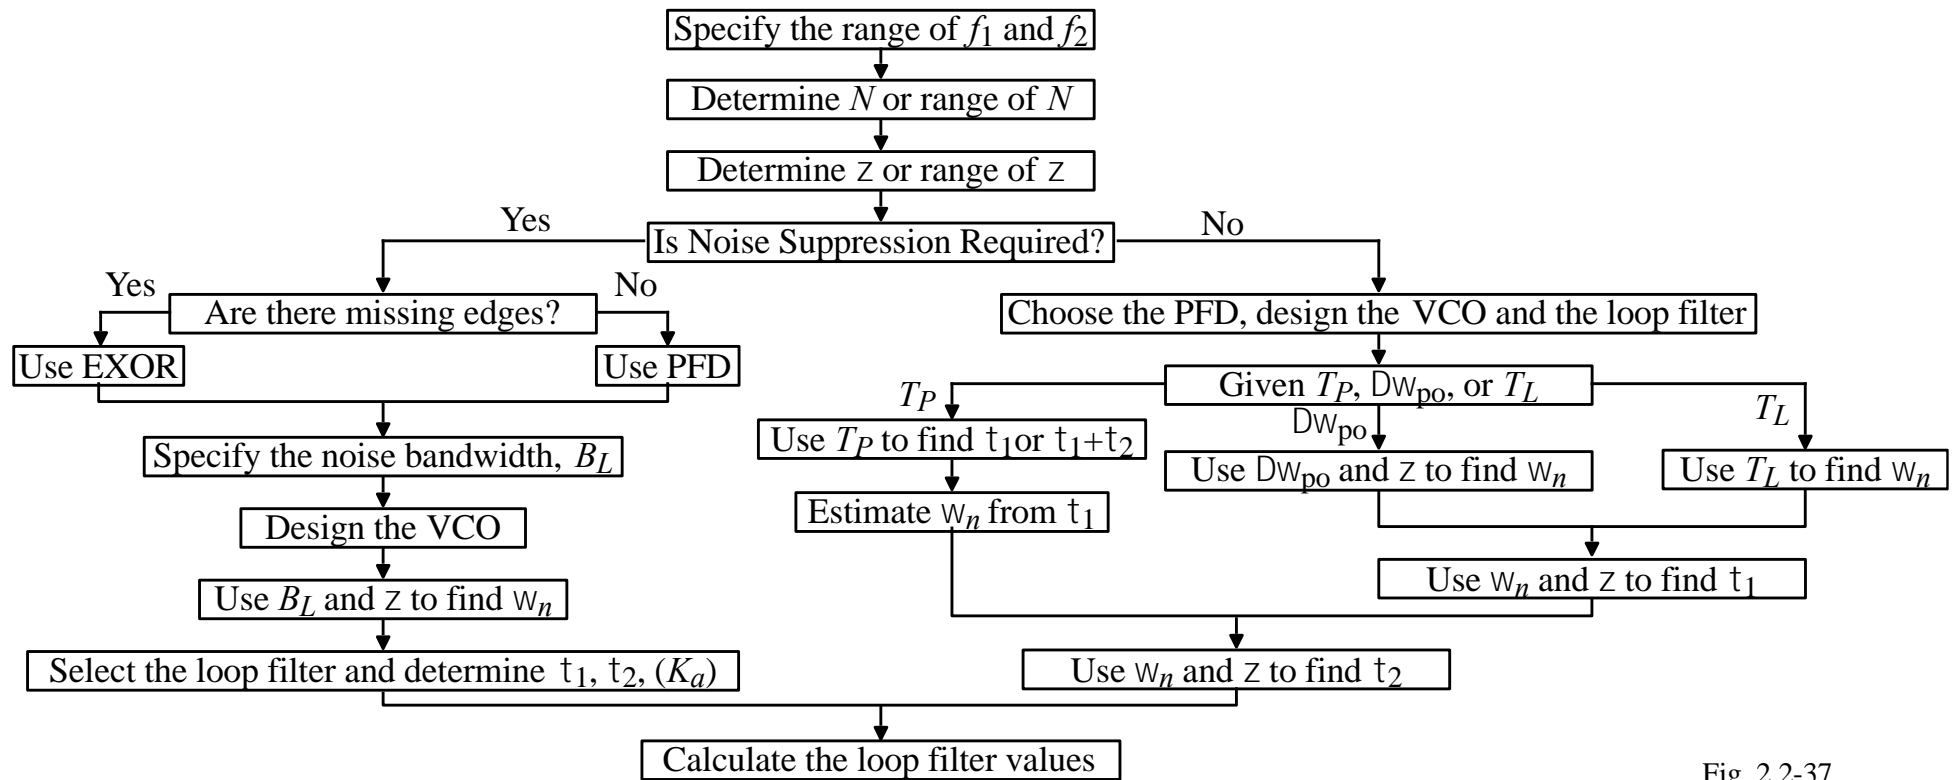 Specify the range of f1 and f2
Determine N or range of N
Determine z or range of z
Yes
Is Noise Suppression Required?
No
Yes
Are there missing edges?
No
Use EXOR
Use PFD
Specify the noise bandwidth, BL
Design the VCO
Use BL and z to find wn
Select the loop filter and determine t1, t2, (Ka)
Choose the PFD, design the VCO and the loop filter
Given TP, Dwpo, or TL
TP
Dwpo
TL
Use TP to find t1or t1+t2
Estimate wn from t1
Use Dwpo and z to find wn
Use TL to find wn
Use wn and z to find t1
Use wn and z to find t2
Calculate the loop filter values
Fig. 2.2-37